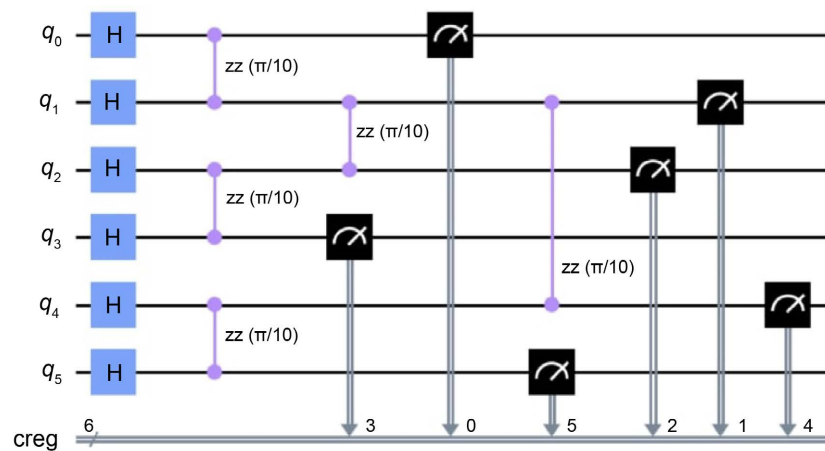 q0 H
zz (π/10)
q1 H
zz (π/10)
q2 H
zz (π/10)
q3 H
zz (π/10)
q4 H
zz (π/10)
q5 H
creg 6 3 0 5 2 1 4